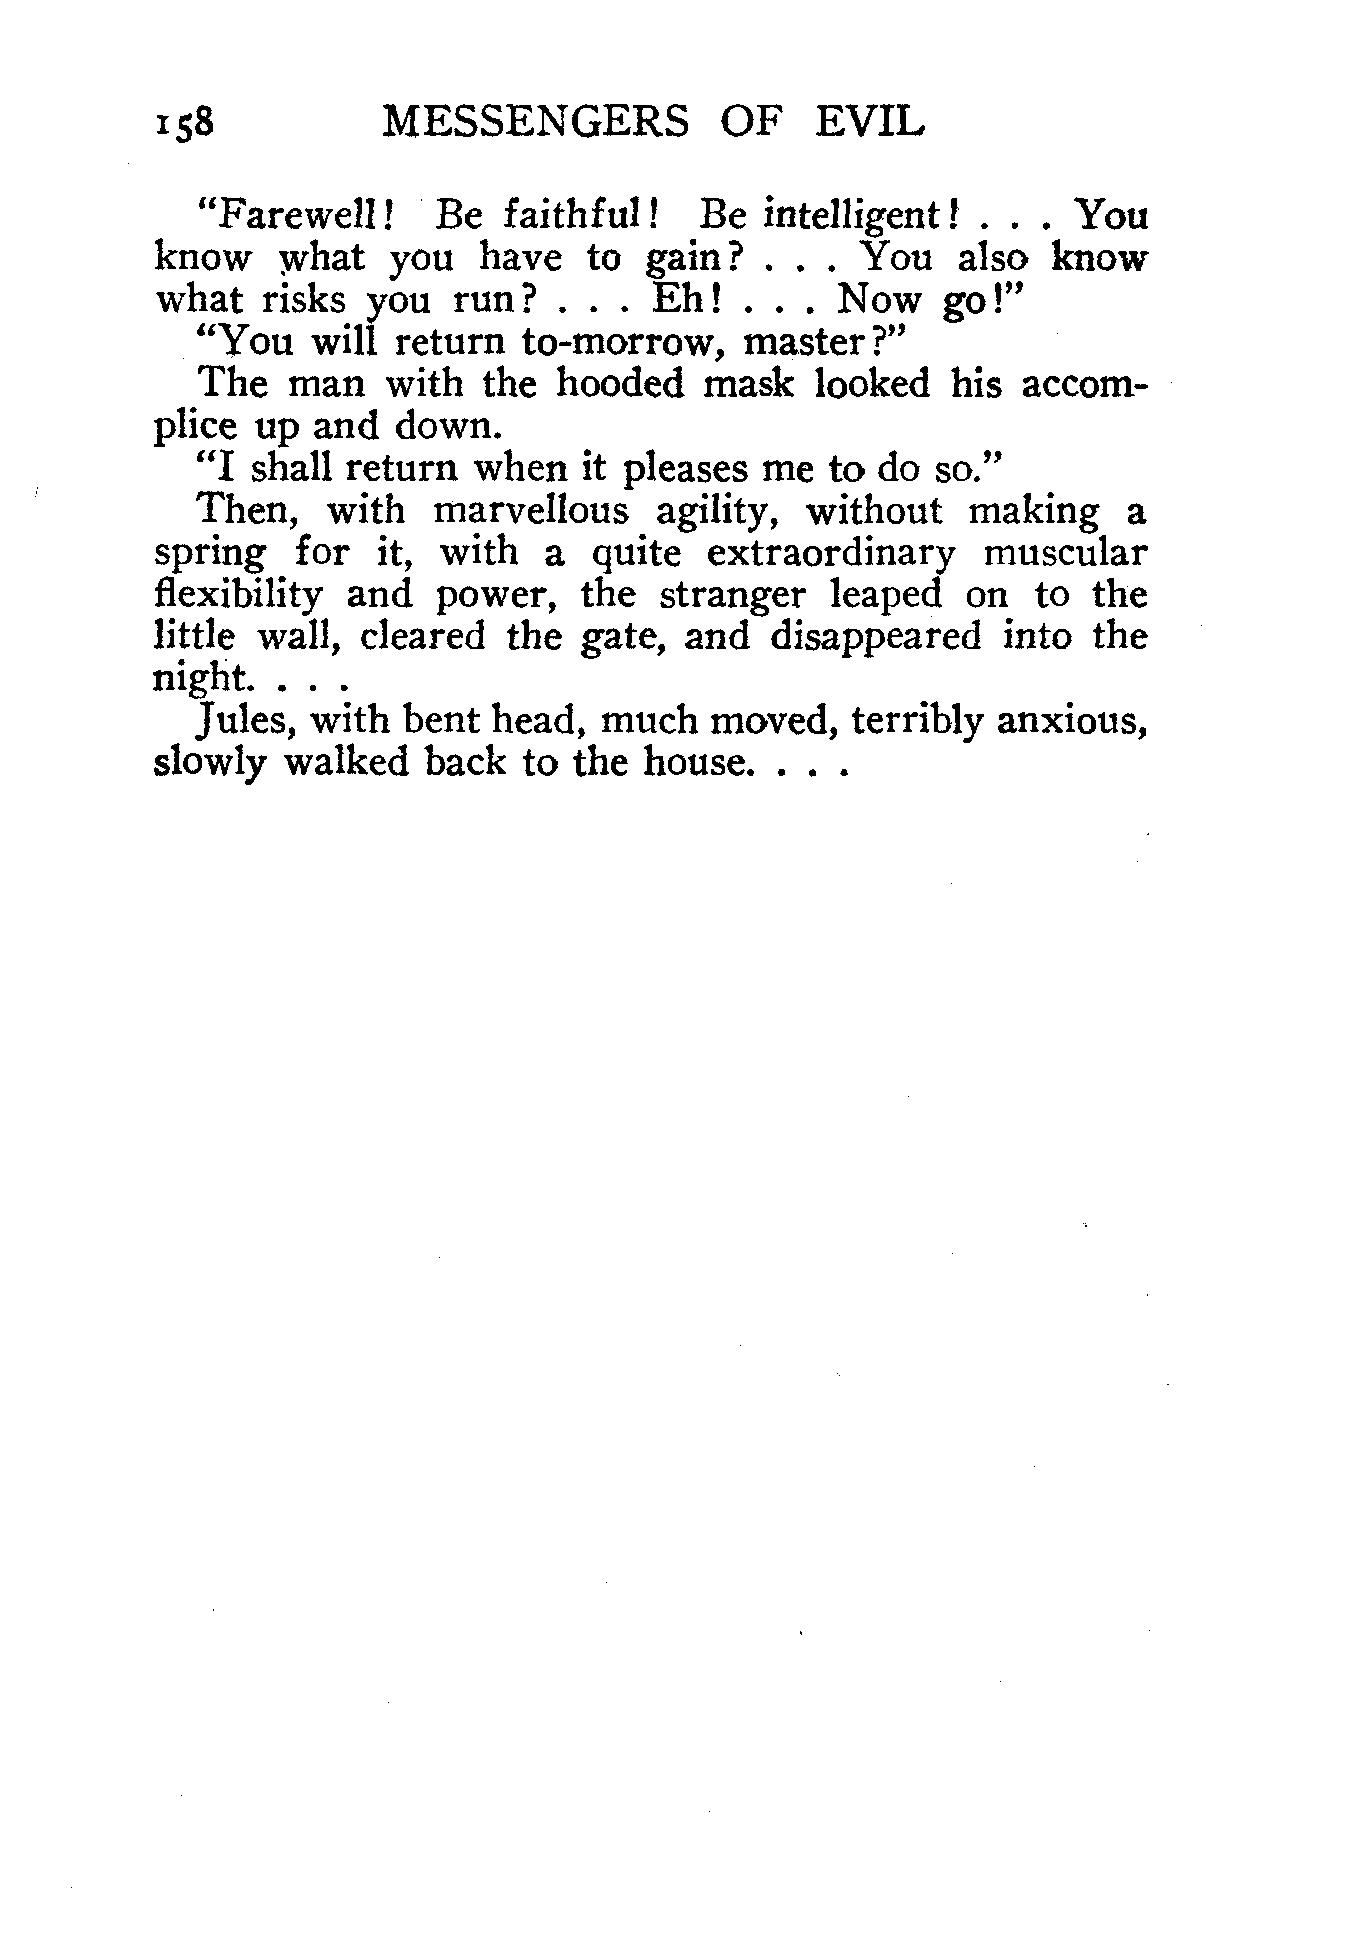 158 MESSENGERS OF EVIL
"Farewell! Be faithful! Be intelligent! . . . You
know what you have to gain? . . . You also know
what risks you run? . . . Eh! . . . Now go!"
"You will return to-morrow, master?"
The man with the hooded mask looked his accom-
plice up and down.
"I shall return when it pleases me to do so."
Then, with marvellous agility, without making a
spring for it, with a quite extraordinary muscular
flexibility and power, the stranger leaped on to the
little wall, cleared the gate, and disappeared into the
night. . . .
Jules, with bent head, much moved, terribly anxious,
slowly walked back to the house. . . .